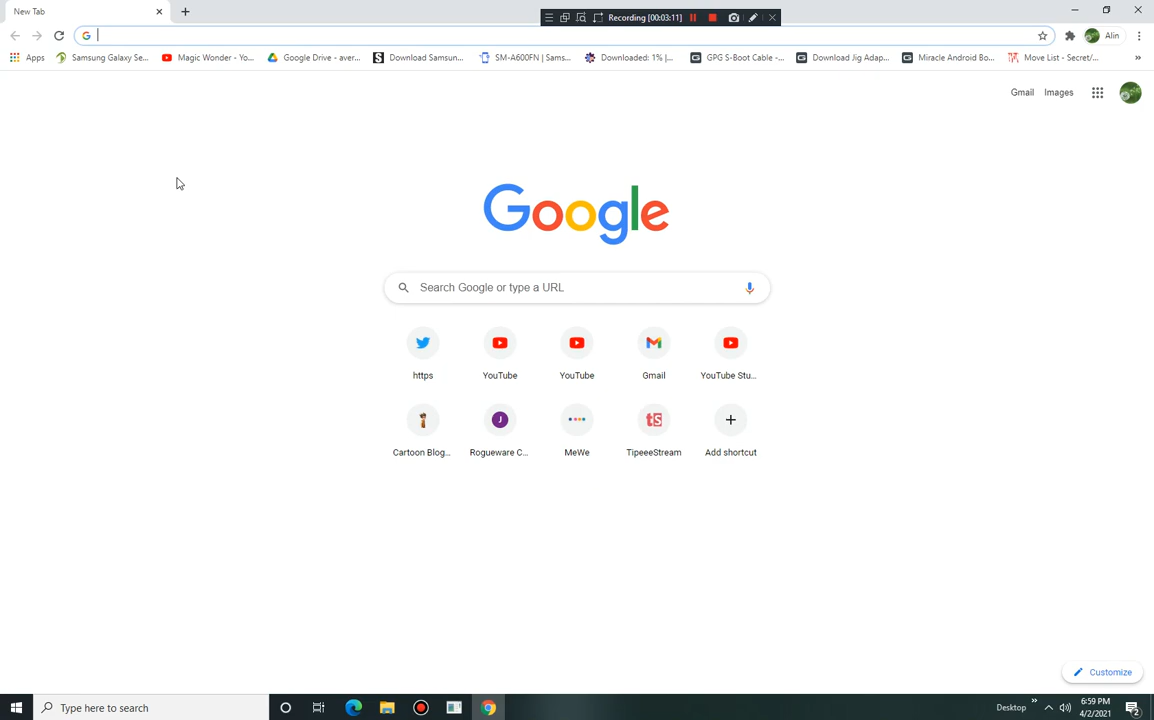 New Tab
Recording [00:03:11]
Alin
Apps Samsung Galaxy Se... Magic Wonder - Yo... Google Drive - aver... Download Samsun... SM-A600FN | Sams... Downloaded: 1% |... GPG S-Boot Cable -... Download Jig Adap... Miracle Android Bo... Move List - Secret/... »
Gmail Images
Google
Search Google or type a URL
https YouTube YouTube Gmail YouTube Stu...
J tS
Cartoon Blog... Rogueware C... MeWe TipeeeStream Add shortcut
Customize
Type here to search
Desktop »
6:59 PM
4/2/2021
2